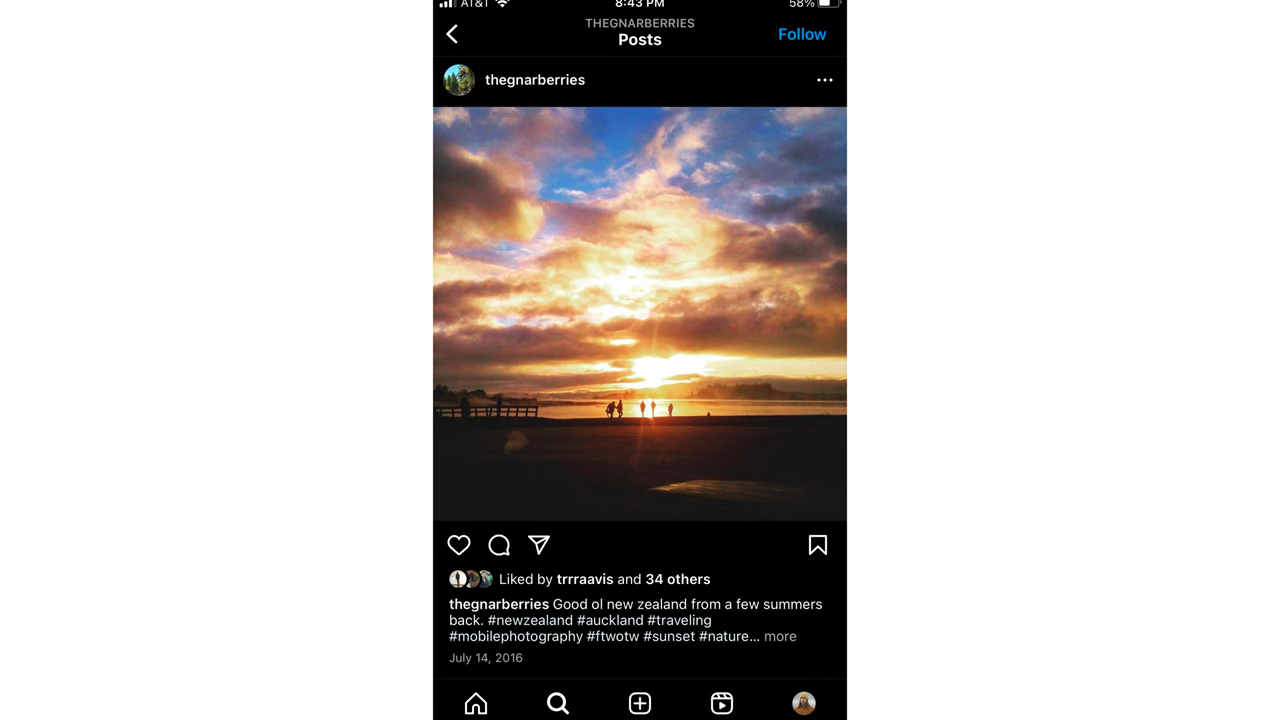 AT&T 8:43 PM 58%
THEGNARBERRIES
Posts
Follow
thegnarberries
Liked by trrraavis and 34 others
thegnarberries Good ol new zealand from a few summers
back. #newzealand #auckland #traveling
#mobilephotography #ftwotw #sunset #nature... more
July 14, 2016